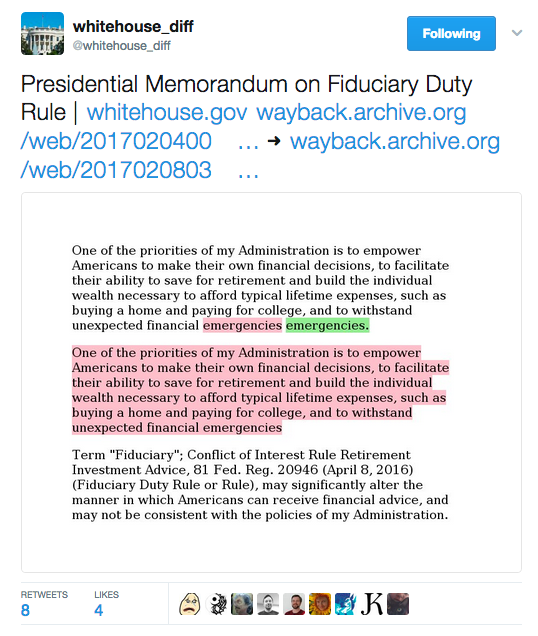 whitehouse_diff
@whitehouse_diff
Following
Presidential Memorandum on Fiduciary Duty
Rule | whitehouse.gov wayback.archive.org
/web/2017020400 … → wayback.archive.org
/web/2017020803 …
One of the priorities of my Administration is to empower
Americans to make their own financial decisions, to facilitate
their ability to save for retirement and build the individual
wealth necessary to afford typical lifetime expenses, such as
buying a home and paying for college, and to withstand
unexpected financial emergencies emergencies.
One of the priorities of my Administration is to empower
Americans to make their own financial decisions, to facilitate
their ability to save for retirement and build the individual
wealth necessary to afford typical lifetime expenses, such as
buying a home and paying for college, and to withstand
unexpected financial emergencies
Term "Fiduciary"; Conflict of Interest Rule Retirement
Investment Advice, 81 Fed. Reg. 20946 (April 8, 2016)
(Fiduciary Duty Rule or Rule), may significantly alter the
manner in which Americans can receive financial advice, and
may not be consistent with the policies of my Administration.
RETWEETS LIKES
8 4
K